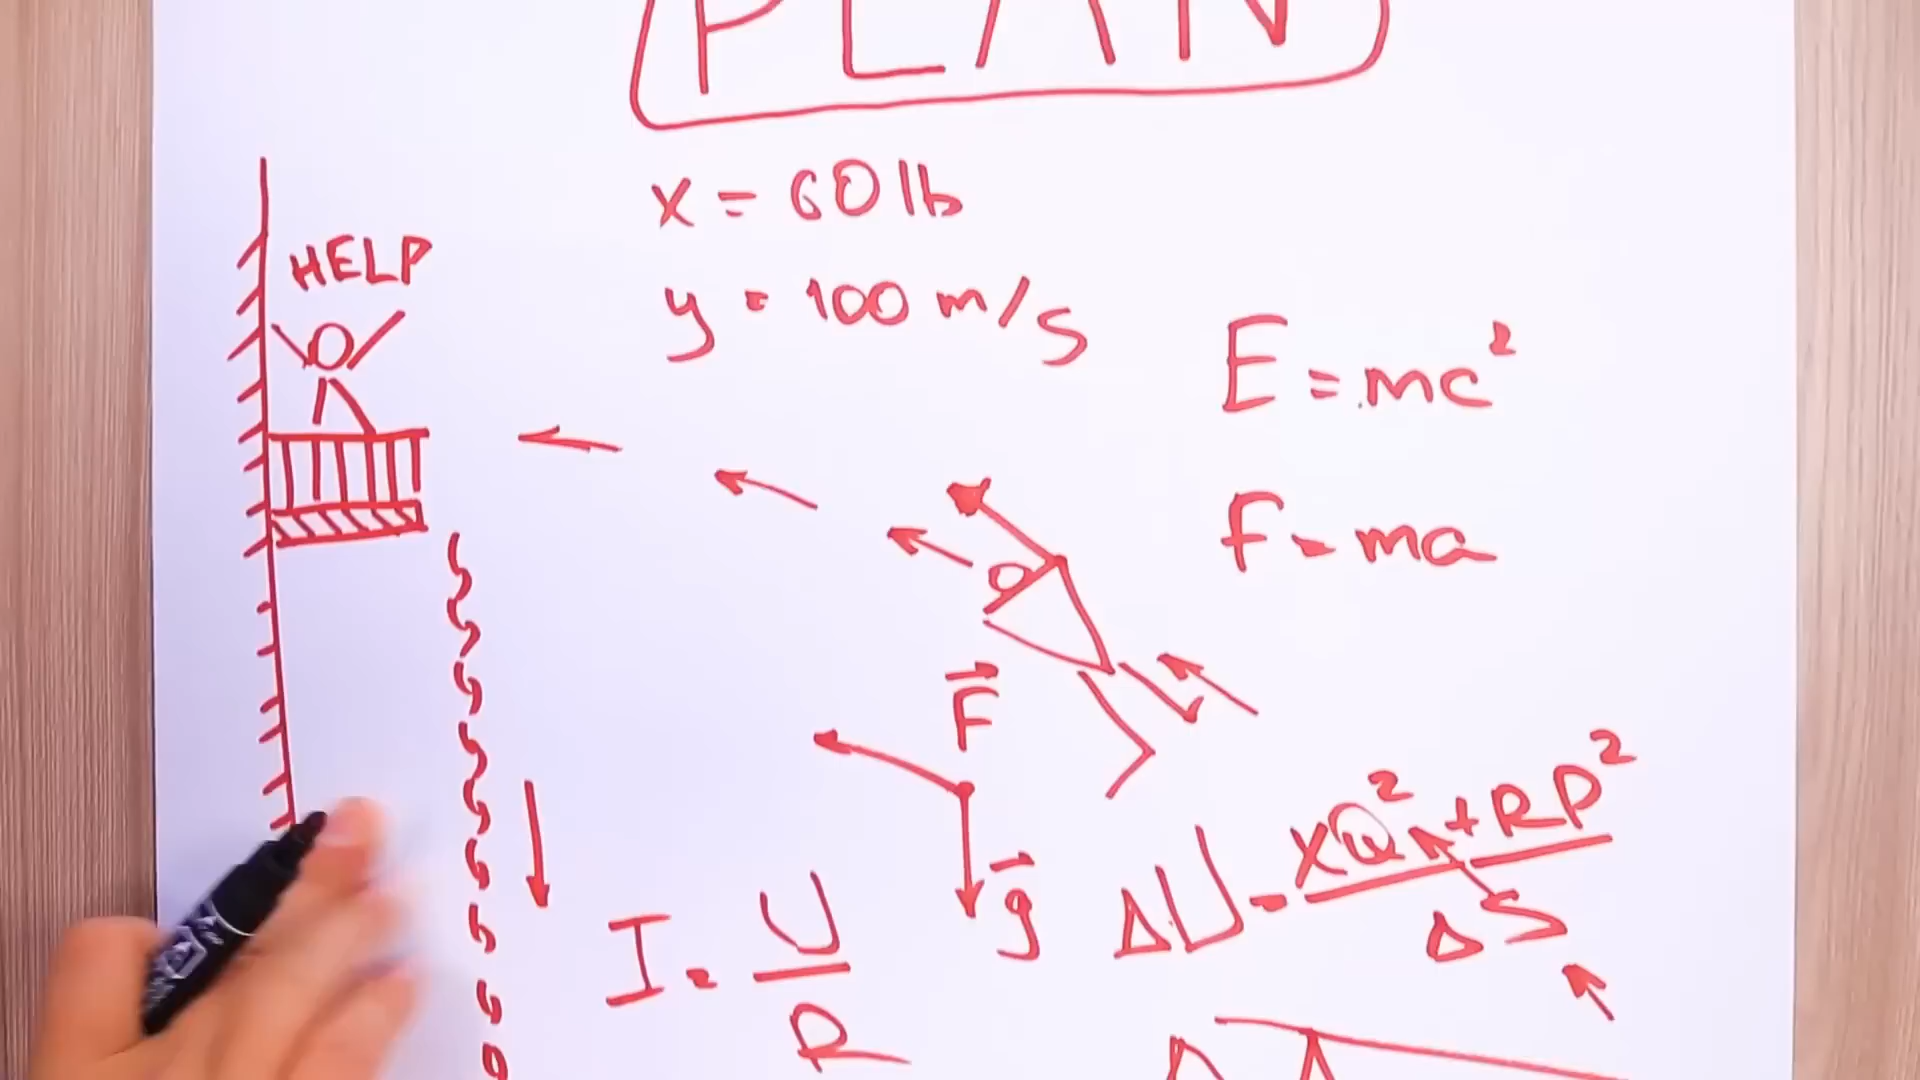 PLAN
x = 60 lb
y = 100 m/s
HELP
E = mc²
F = ma
F
g
ΔU = XQ² + RP² / ΔS
I = U / R